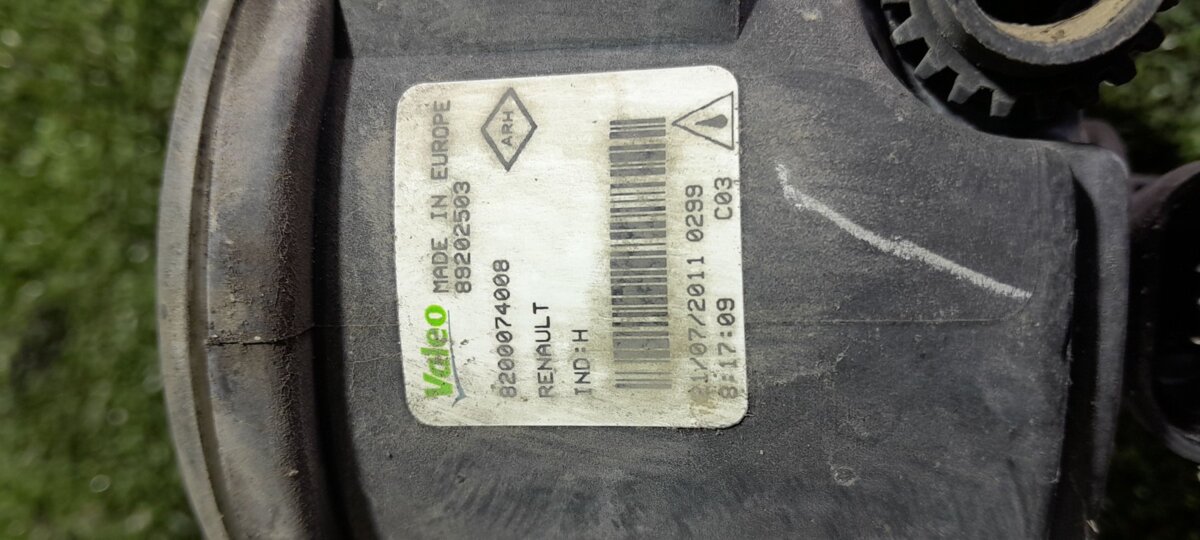 Valeo MADE IN EUROPE
89202503
ARH
8200074008
RENAULT
IND:H
21/07/2011 0299
8:17:09 C03